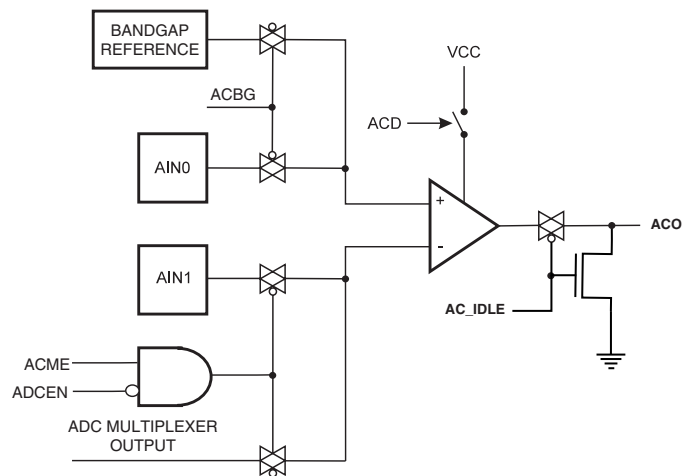 BANDGAP
REFERENCE
VCC
ACBG
ACD
AIN0
+
-
ACO
AIN1
AC_IDLE
ACME
ADCEN
ADC MULTIPLEXER
OUTPUT